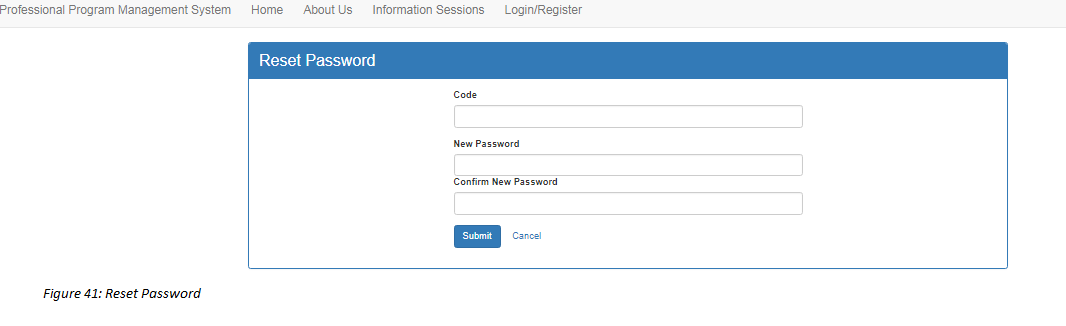 Professional Program Management System Home About Us Information Sessions Login/Register
Reset Password
Code
New Password
Confirm New Password
Submit Cancel
Figure 41: Reset Password